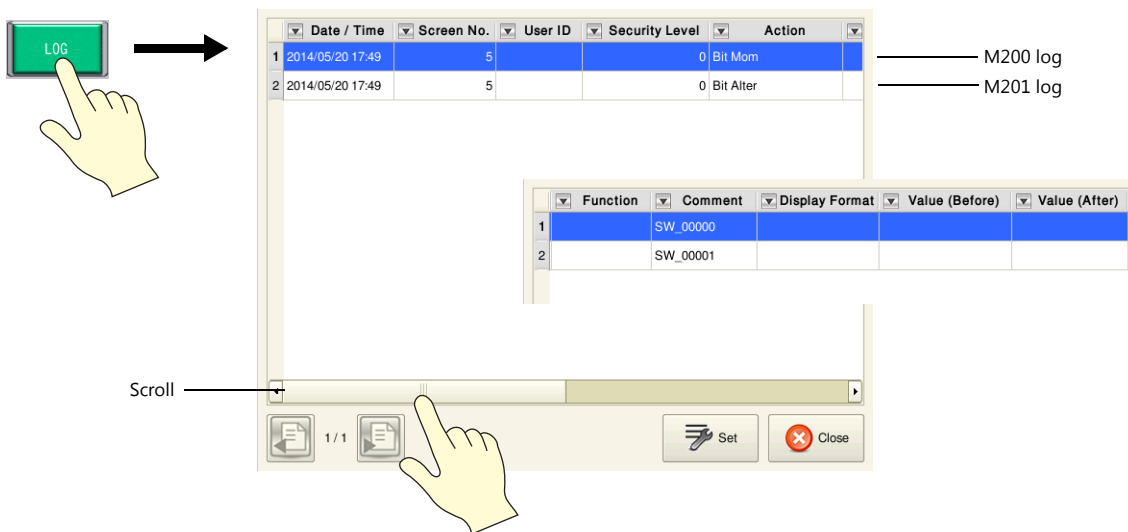 LOG
Date / Time Screen No. User ID Security Level Action
1 2014/05/20 17:49 5 0 Bit Mom
2 2014/05/20 17:49 5 0 Bit Alter
M200 log
M201 log
Function Comment Display Format Value (Before) Value (After)
1 SW_00000
2 SW_00001
Scroll
1 / 1 Set Close